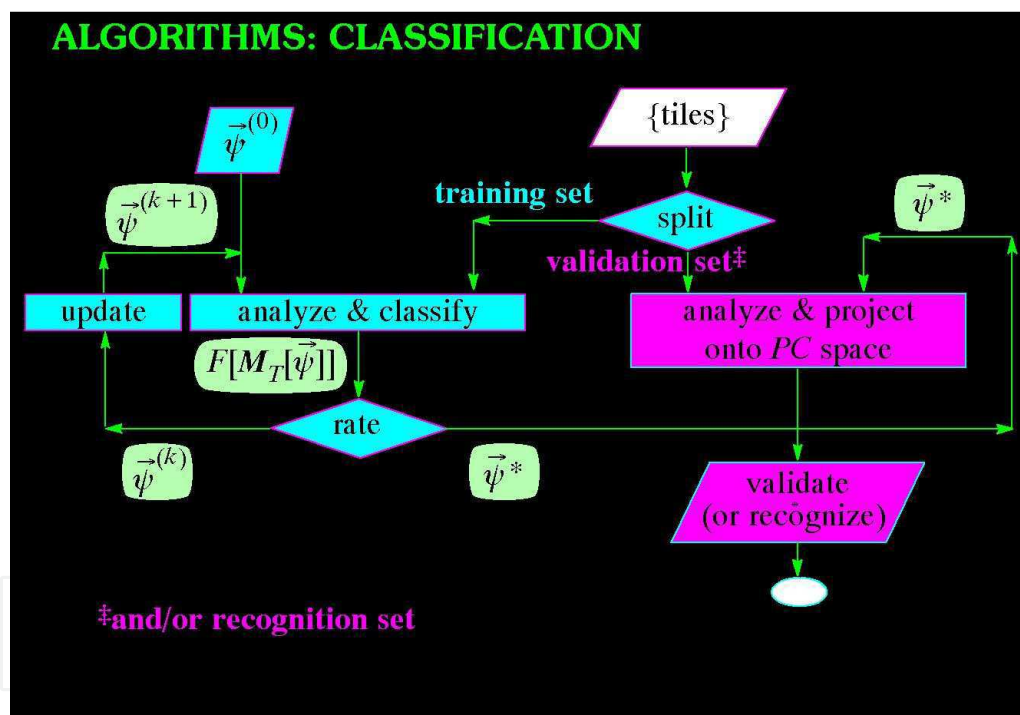 ALGORITHMS: CLASSIFICATION
{tiles}
ψ⃗⁽⁰⁾
training set
split
ψ⃗⁽ᵏ⁺¹⁾
ψ⃗*
validation set‡
update
analyze & classify
analyze & project
onto PC space
F[M_T[ψ⃗]]
rate
ψ⃗⁽ᵏ⁾
ψ⃗*
validate
(or recognize)
‡and/or recognition set